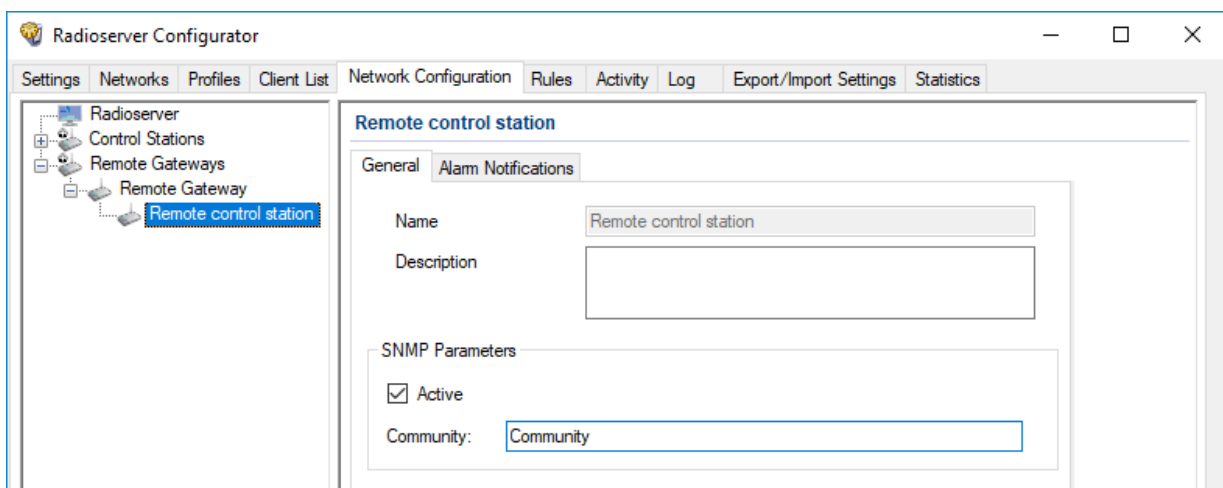 Radioserver Configurator
Settings Networks Profiles Client List Network Configuration Rules Activity Log Export/Import Settings Statistics
Radioserver
Control Stations
Remote Gateways
Remote Gateway
Remote control station
Remote control station
General Alarm Notifications
Name Remote control station
Description
SNMP Parameters
Active
Community: Community